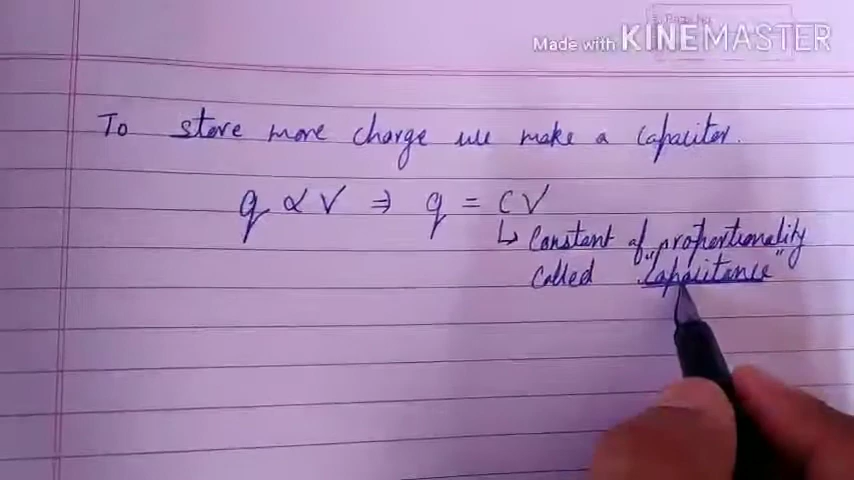 Made with KINEMASTER
To store more charge we make a capacitor.
q ∝ V ⇒ q = CV
↳ Constant of proportionality
Called "Capacitance"